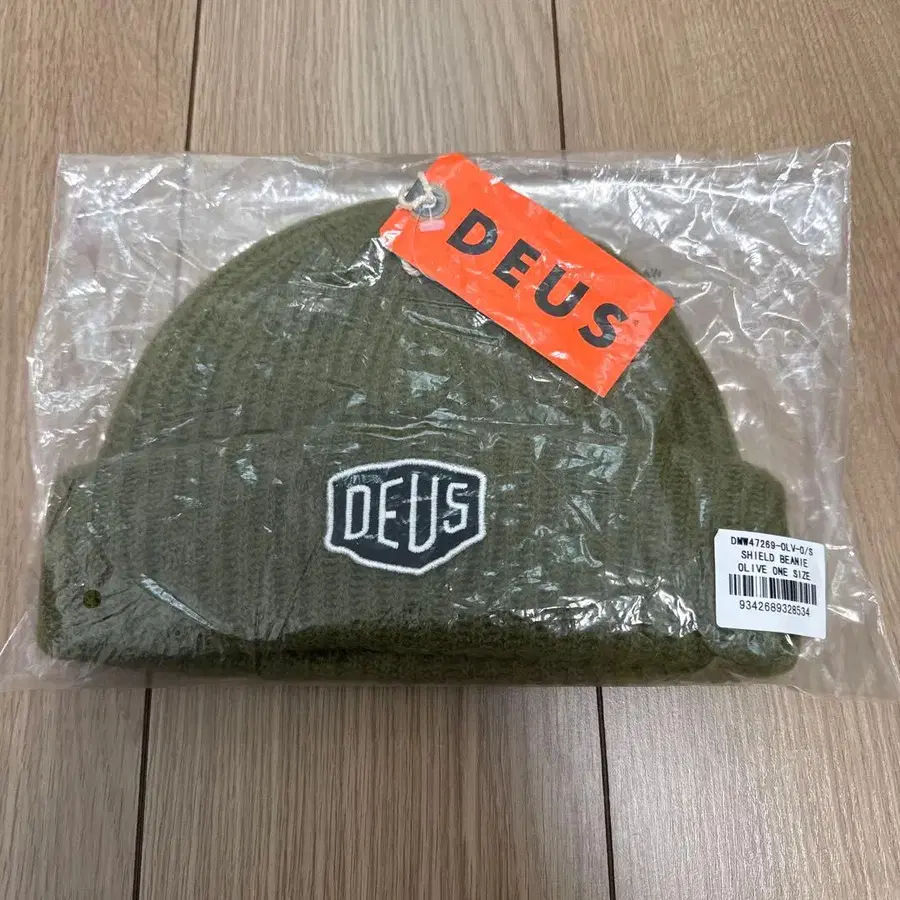 DEUS
DEUS
DMW47269-OLV-O/S
SHIELD BEANIE
OLIVE ONE SIZE
9342689328534